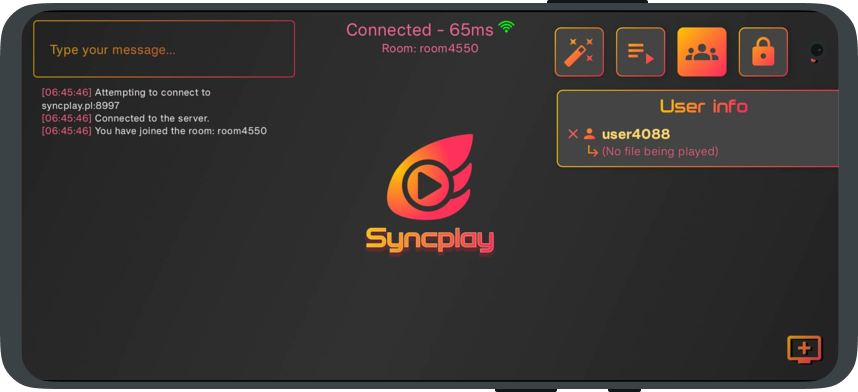 Type your message...
[06:45:46] Attempting to connect to
syncplay.pl:8997
[06:45:46] Connected to the server.
[06:45:46] You have joined the room: room4550
Connected - 65ms
Room: room4550
Syncplay
User info
user4088
(No file being played)